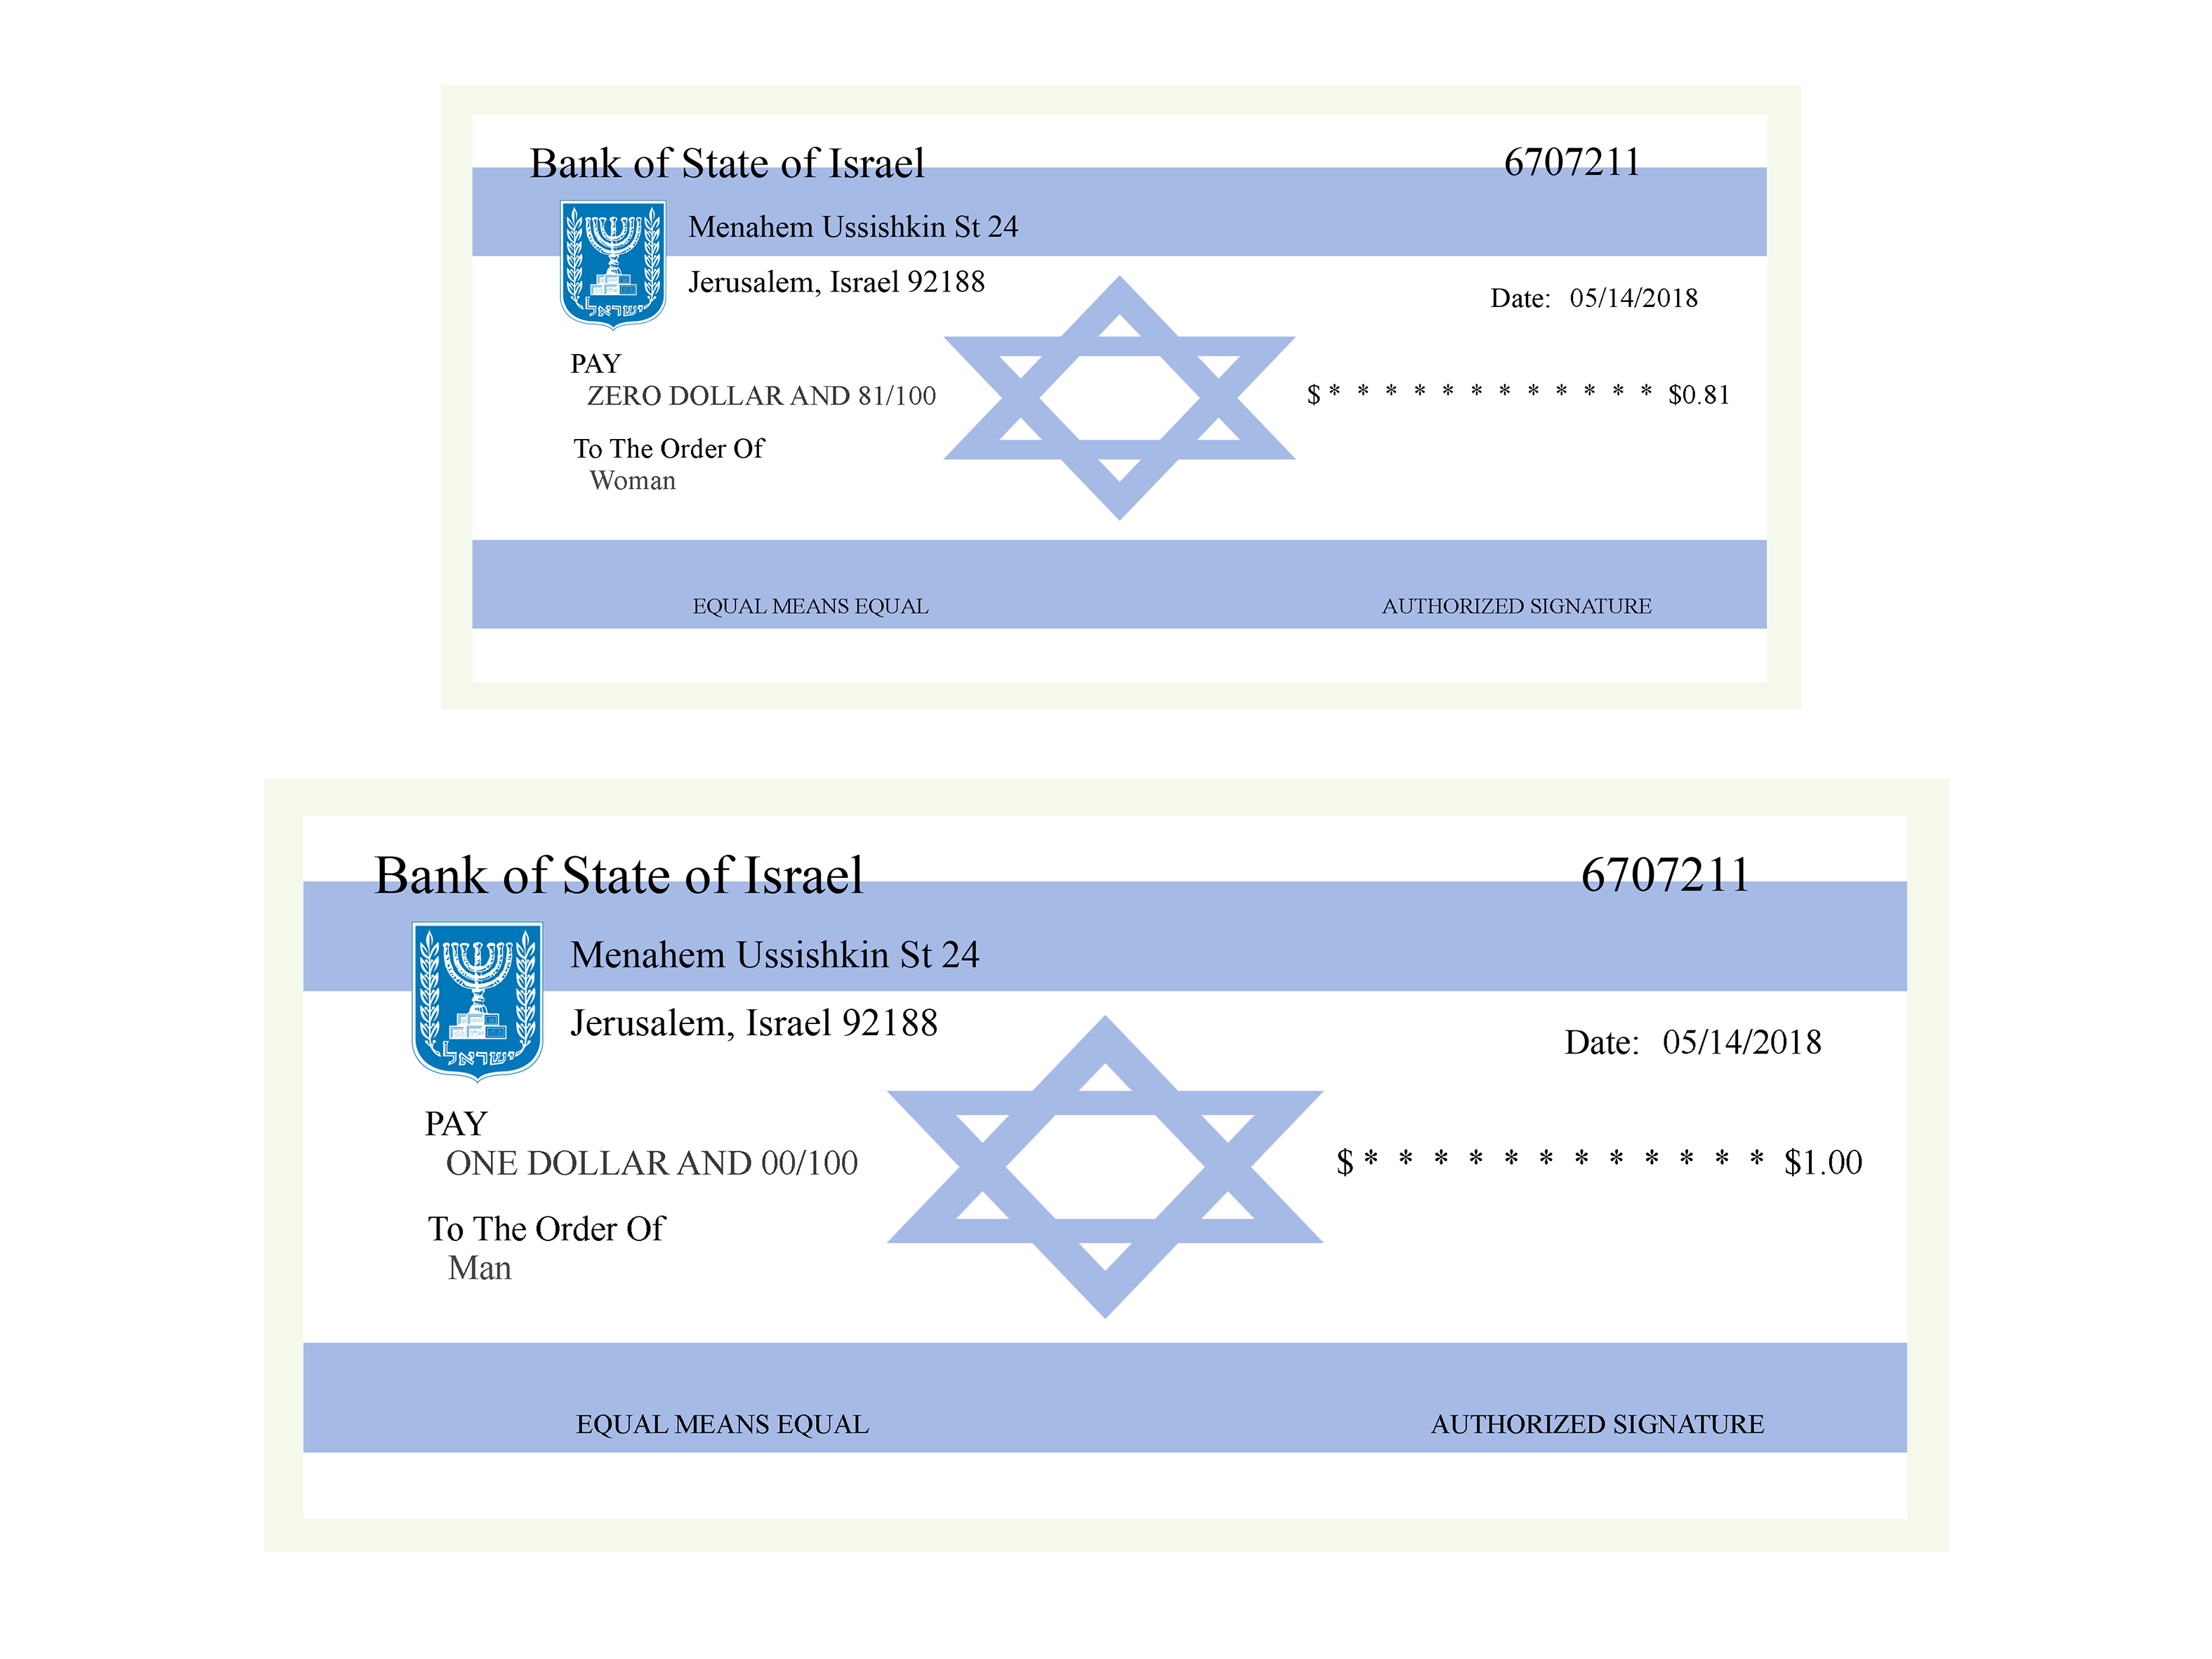 Bank of State of Israel 6707211
Menahem Ussishkin St 24
ישראל
Jerusalem, Israel 92188
Date: 05/14/2018
PAY
ZERO DOLLAR AND 81/100 $ * * * * * * * * * * * * $0.81
To The Order Of
Woman
EQUAL MEANS EQUAL AUTHORIZED SIGNATURE
Bank of State of Israel 6707211
Menahem Ussishkin St 24
ישראל
Jerusalem, Israel 92188
Date: 05/14/2018
PAY
ONE DOLLAR AND 00/100 $ * * * * * * * * * * * * $1.00
To The Order Of
Man
EQUAL MEANS EQUAL AUTHORIZED SIGNATURE